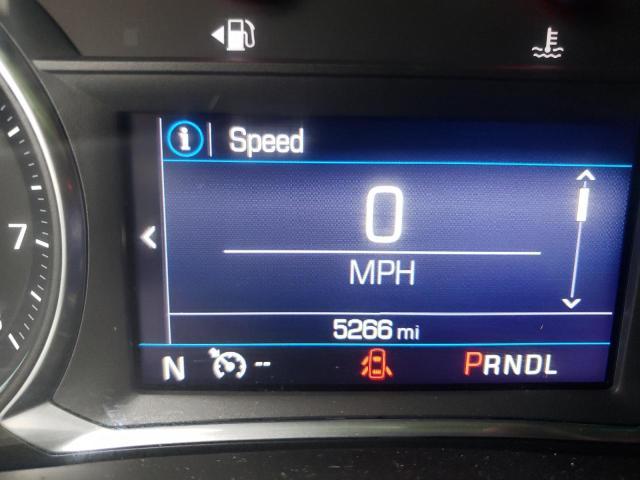 Speed
0
7
MPH
5266 mi
N -- PRNDL